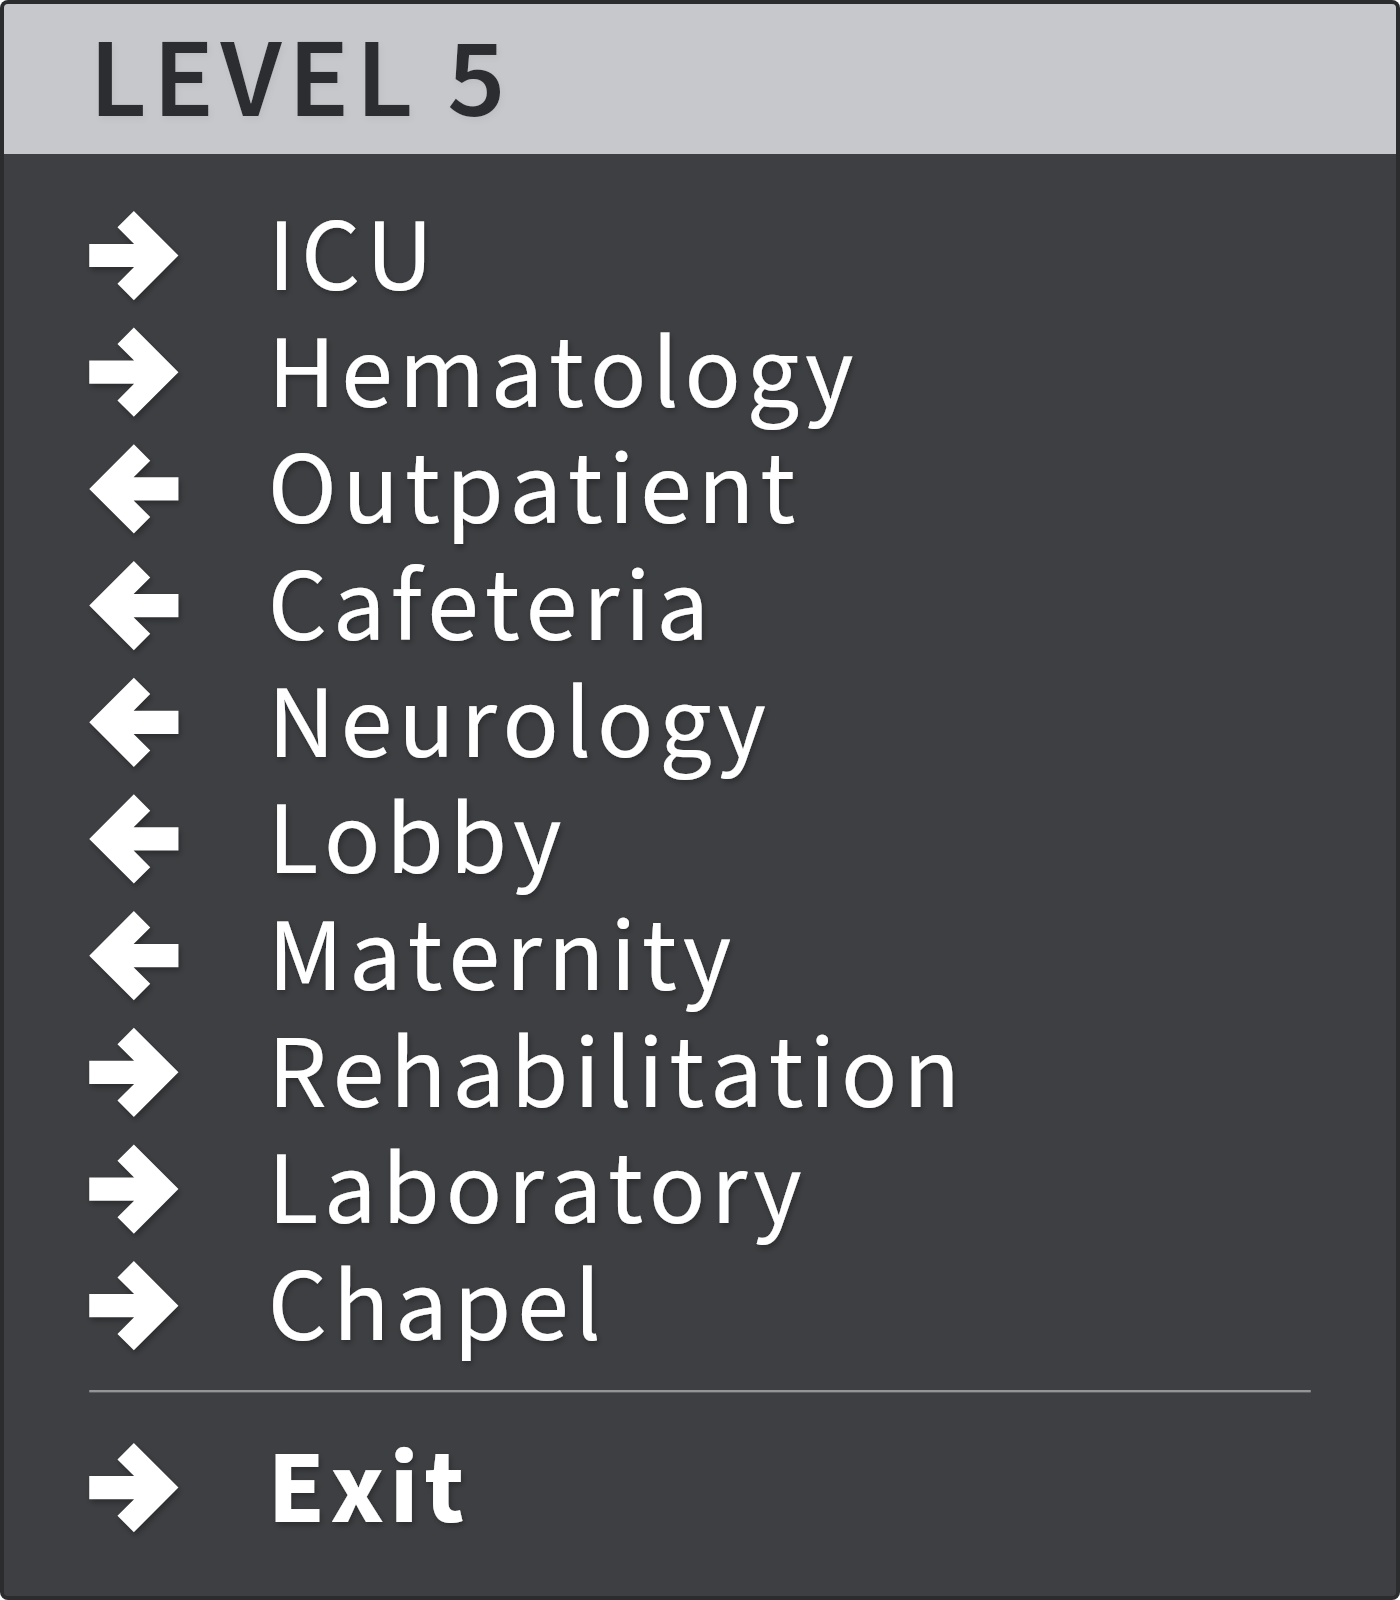 LEVEL 5
ICU
Hematology
Outpatient
Cafeteria
Neurology
Lobby
Maternity
Rehabilitation
Laboratory
Chapel
Exit